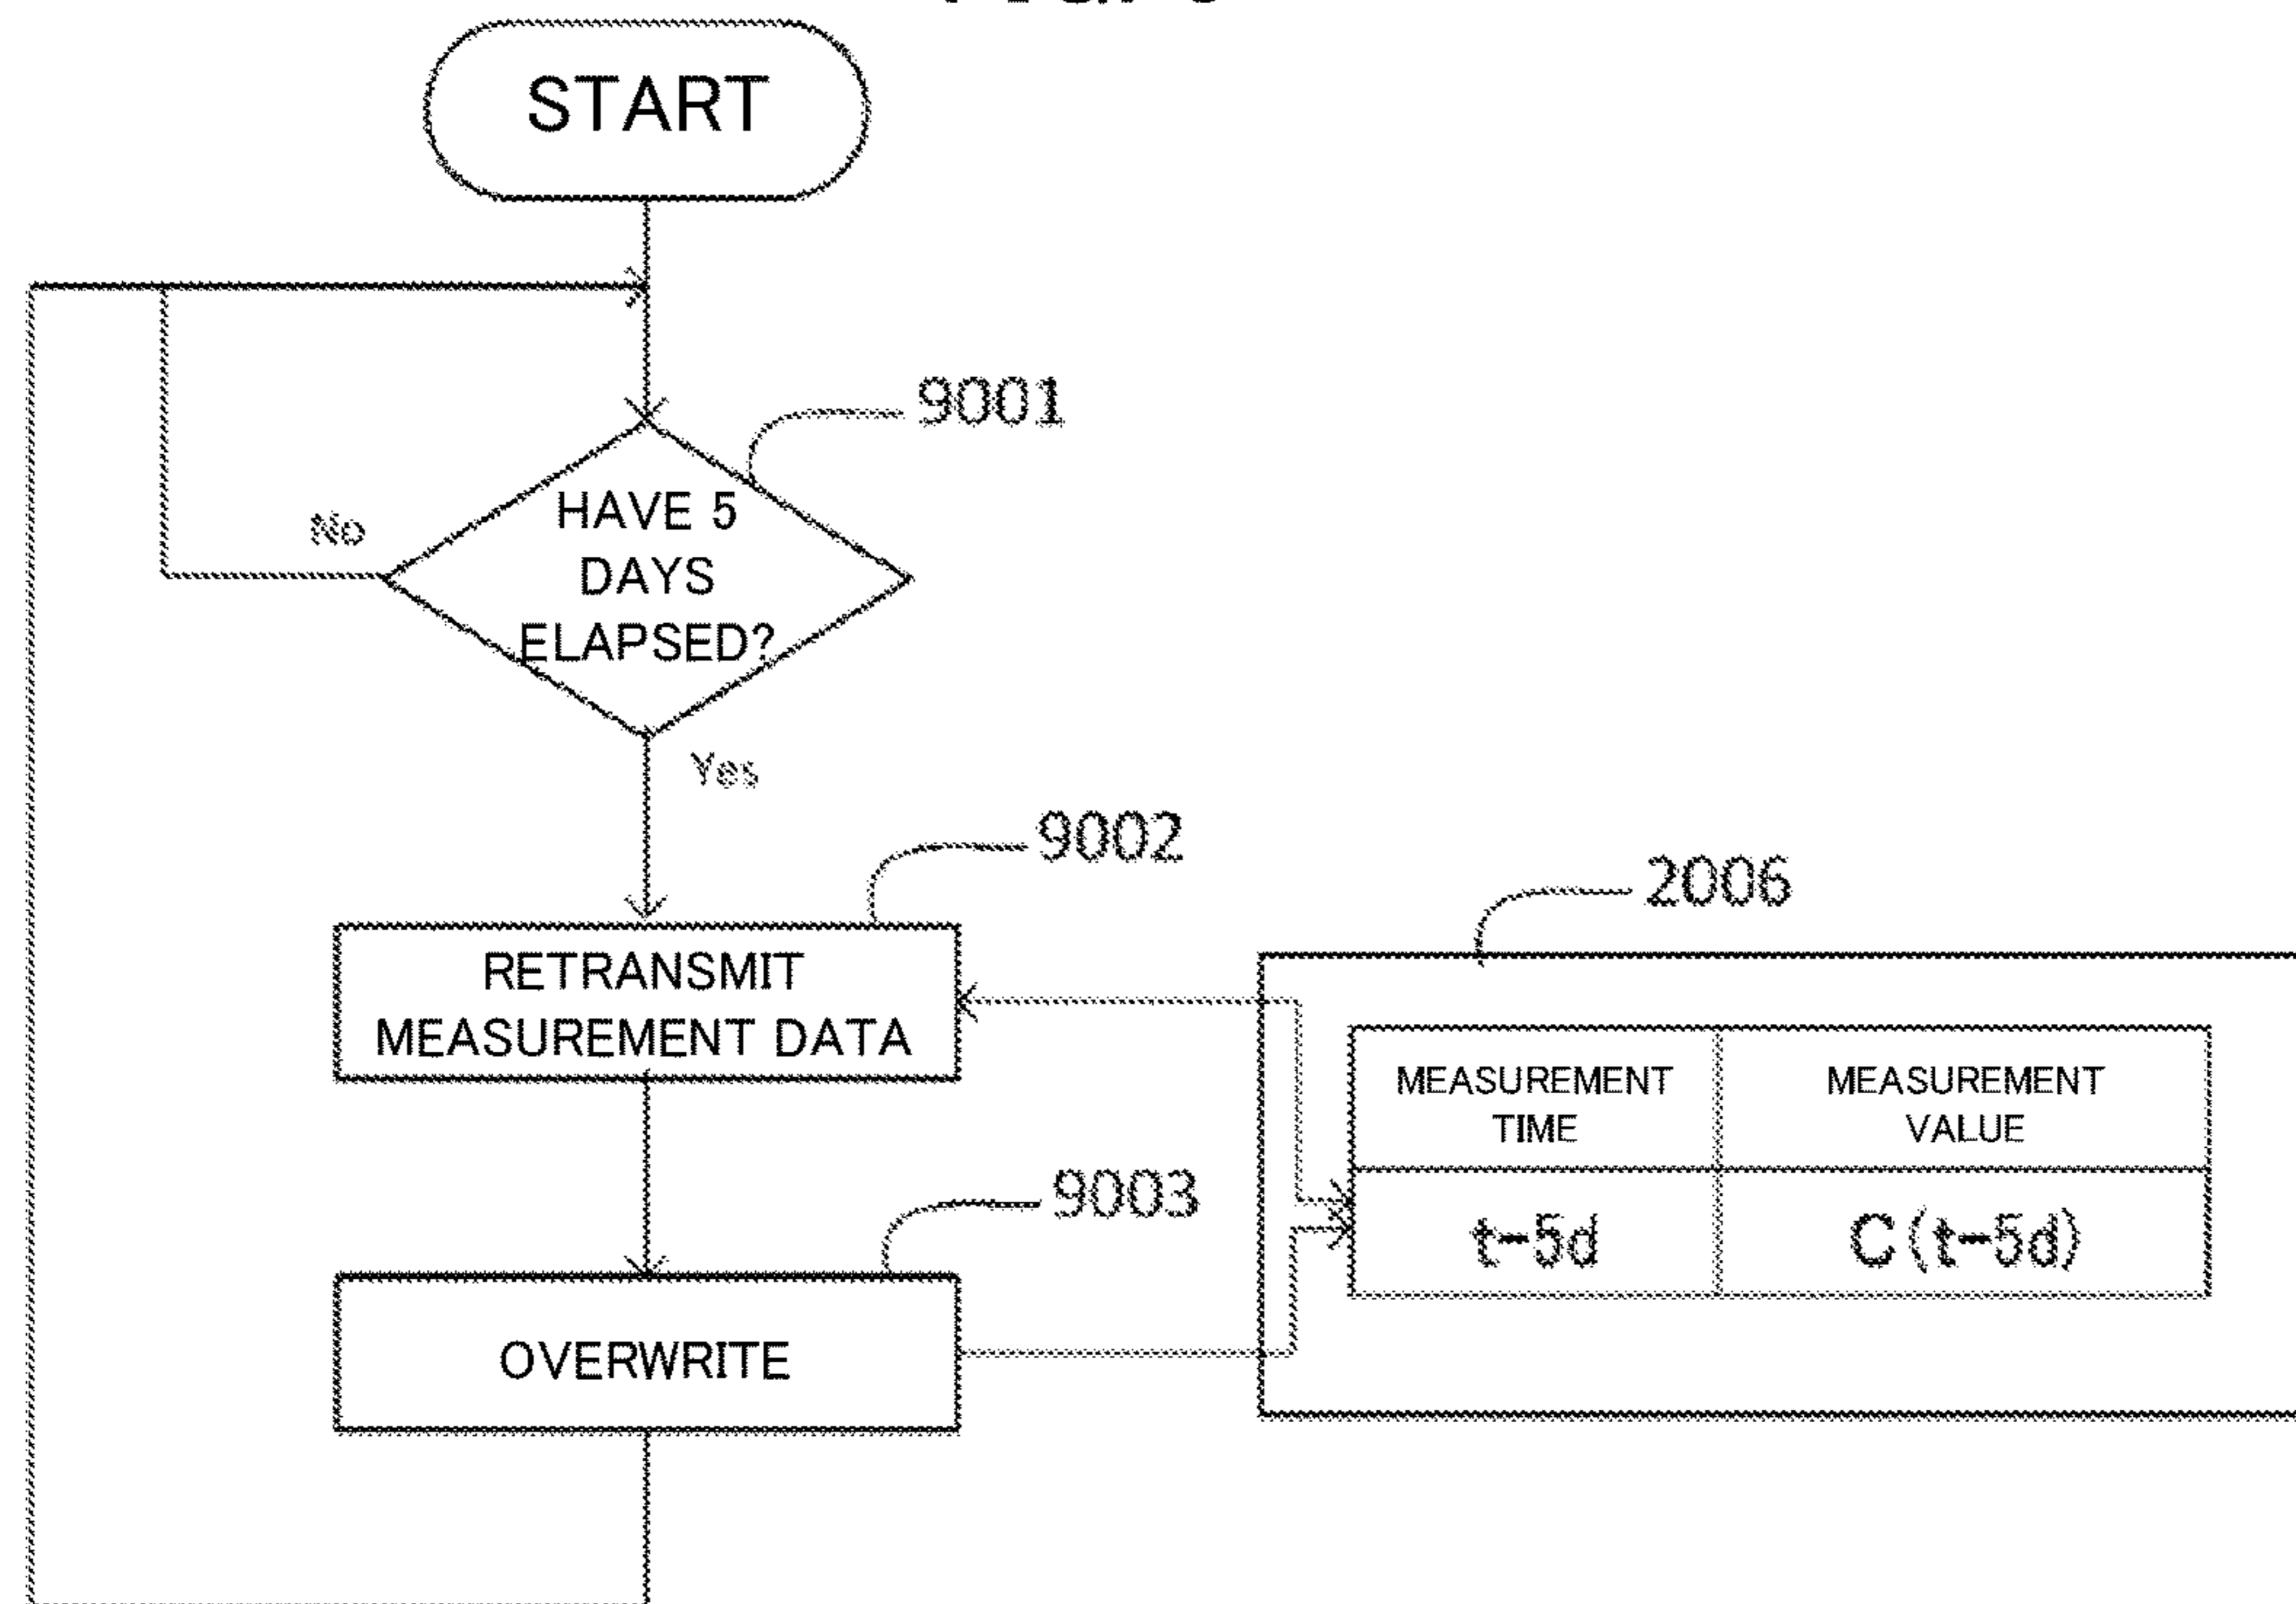 START
9001
HAVE 5
DAYS
ELAPSED?
No
Yes
9002
RETRANSMIT
MEASUREMENT DATA
2006
MEASUREMENT
TIME
MEASUREMENT
VALUE
t-5d
C(t-5d)
9003
OVERWRITE